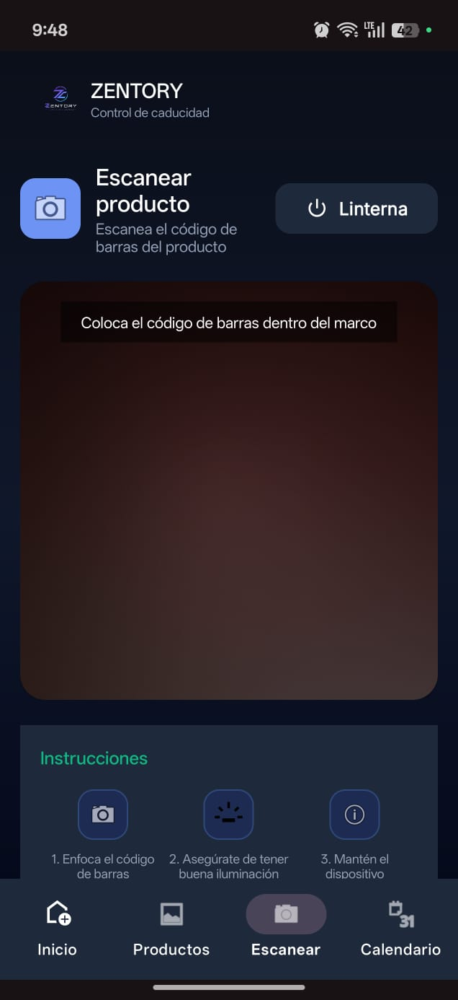 9:48
LTE
42
ZENTORY
ZENTORY
Control de caducidad
Escanear
producto
Escanea el código de
barras del producto
Linterna
Coloca el código de barras dentro del marco
Instrucciones
1. Enfoca el código
de barras
2. Asegúrate de tener
buena iluminación
3. Mantén el
dispositivo
31
Inicio
Productos
Escanear
Calendario